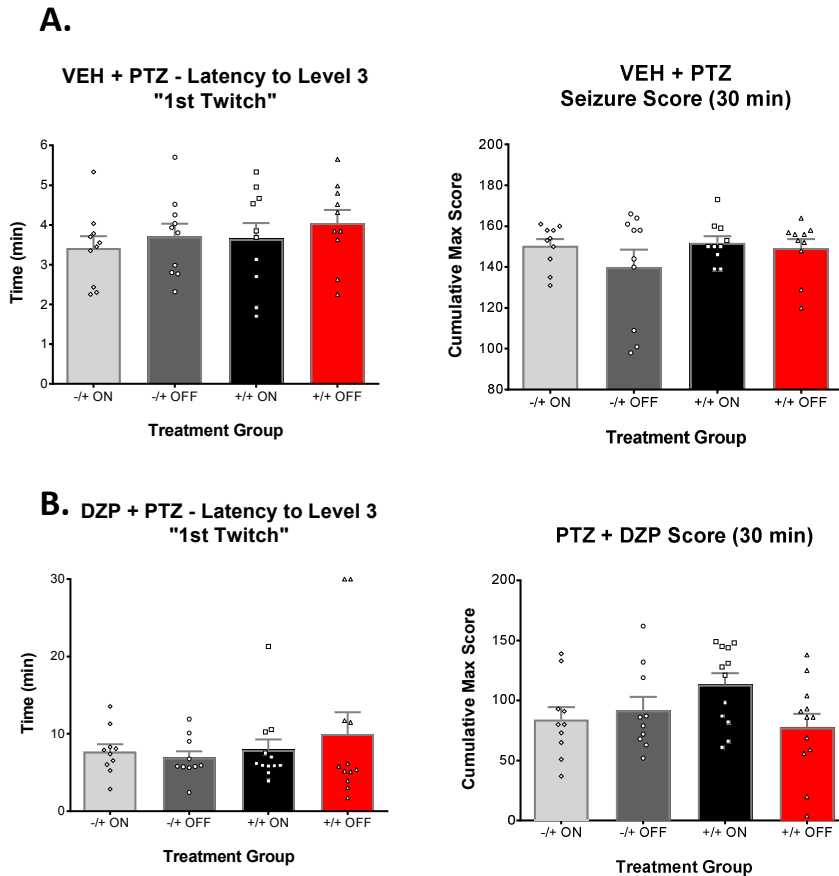 A.
VEH + PTZ - Latency to Level 3
"1st Twitch"
6
5
4
3
2
1
0
Time (min)
-/+ ON
-/+ OFF
+/+ ON
+/+ OFF
Treatment Group
VEH + PTZ
Seizure Score (30 min)
200
180
160
140
120
100
80
Cumulative Max Score
-/+ ON
-/+ OFF
+/+ ON
+/+ OFF
Treatment Group
B.
DZP + PTZ - Latency to Level 3
"1st Twitch"
30
20
10
0
Time (min)
-/+ ON
-/+ OFF
+/+ ON
+/+ OFF
Treatment Group
PTZ + DZP Score (30 min)
200
150
100
50
0
Cumulative Max Score
-/+ ON
-/+ OFF
+/+ ON
+/+ OFF
Treatment Group